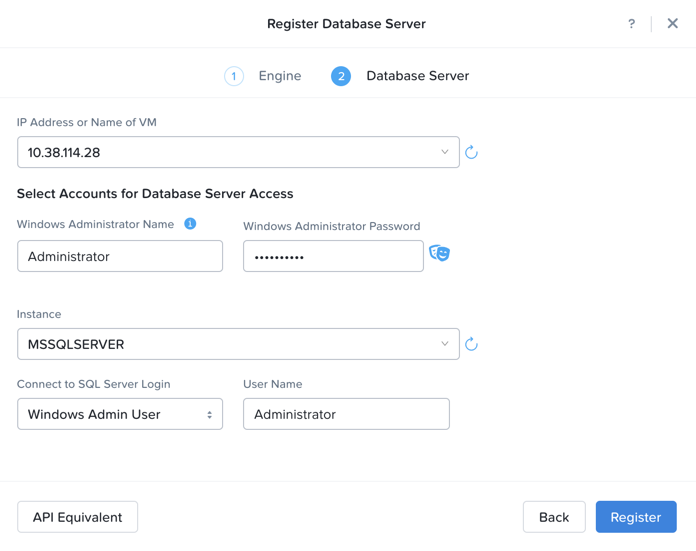 Register Database Server
?
1 Engine 2 Database Server
IP Address or Name of VM
10.38.114.28
Select Accounts for Database Server Access
Windows Administrator Name i Windows Administrator Password
Administrator ••••••••••
Instance
MSSQLSERVER
Connect to SQL Server Login User Name
Windows Admin User Administrator
API Equivalent Back Register